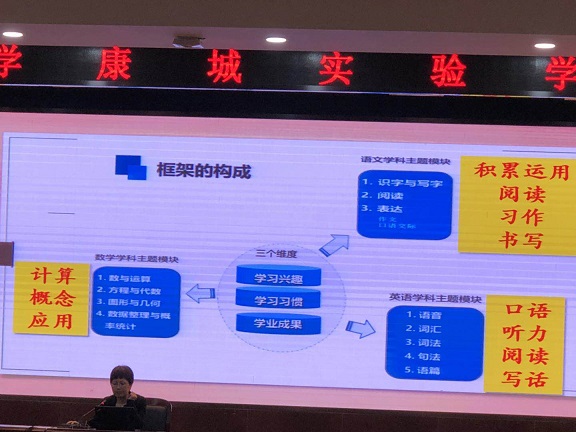 学康城实验学
框架的构成
语文学科主题模块
1. 识字与写字
2. 阅读
3. 表达
作文
口语交际
积累运用
阅读
习作
书写
三个维度
学习兴趣
学习习惯
学业成果
数学学科主题模块
1. 数与运算
2. 方程与代数
3. 图形与几何
4. 数据整理与概
率统计
计算
概念
应用
英语学科主题模块
1. 语音
2. 词汇
3. 词法
4. 句法
5. 语篇
口语
听力
阅读
写话